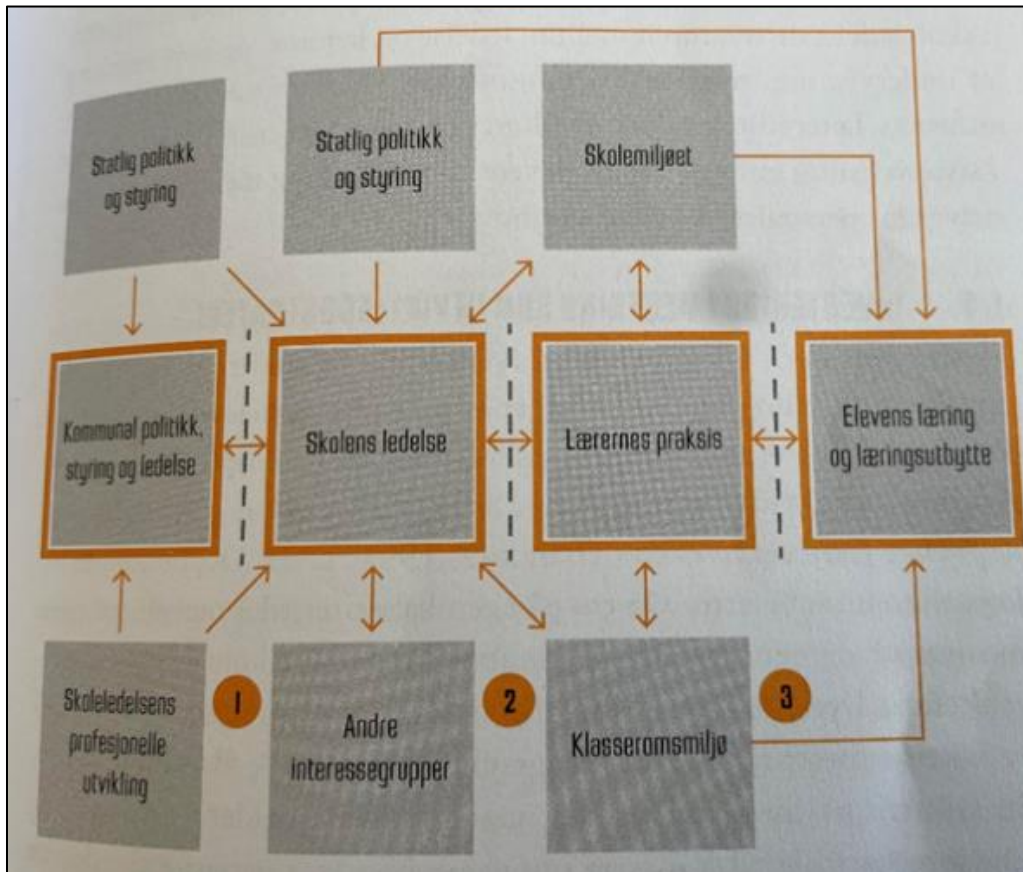 Statlig politikk
og styring
Statlig politikk
og styring
Skolemiljøet
Kommunal politikk,
styring og ledelse
Skolens ledelse
Lærernes praksis
Elevens læring
og læringsutbytte
Skoleledelsens
profesjonelle
utvikling
1
Andre
interessegrupper
2
Klasseromsmiljø
3